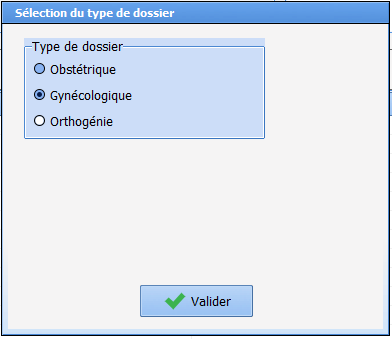 Sélection du type de dossier
Type de dossier
Obstétrique
Gynécologique
Orthogénie
Valider